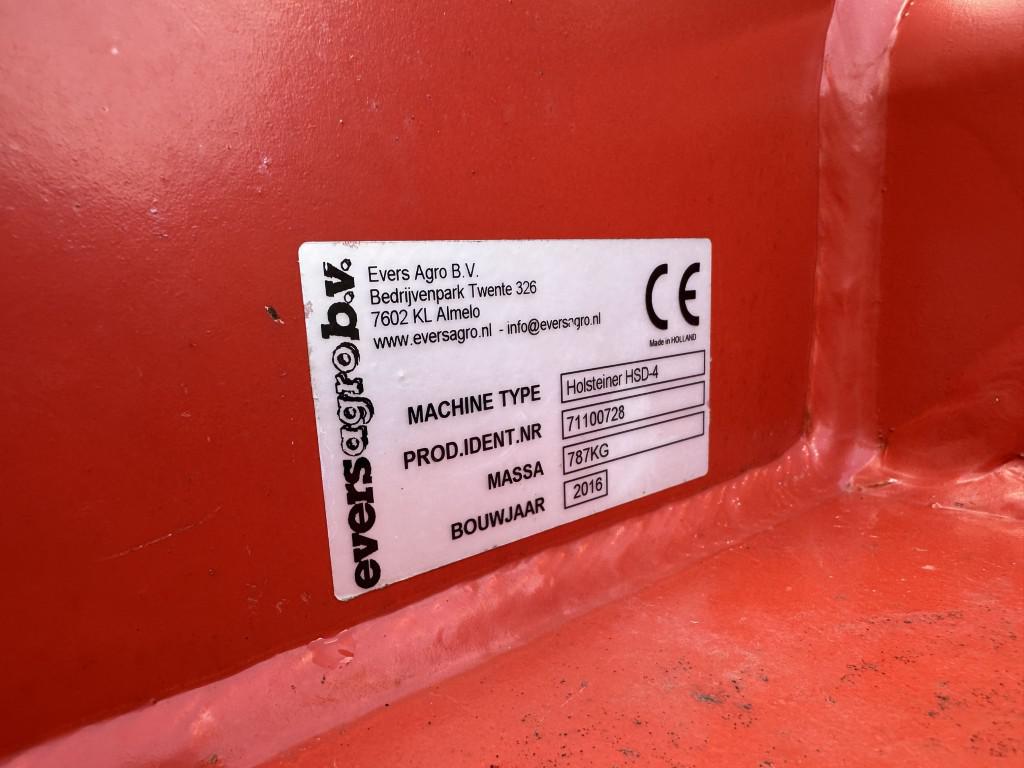 eversagrob.v.
Evers Agro B.V.
Bedrijvenpark Twente 326
7602 KL Almelo
www.eversagro.nl - info@eversagro.nl
CE
Made in HOLLAND
MACHINE TYPE Holsteiner HSD-4
PROD.IDENT.NR 71100728
MASSA 787KG
BOUWJAAR 2016